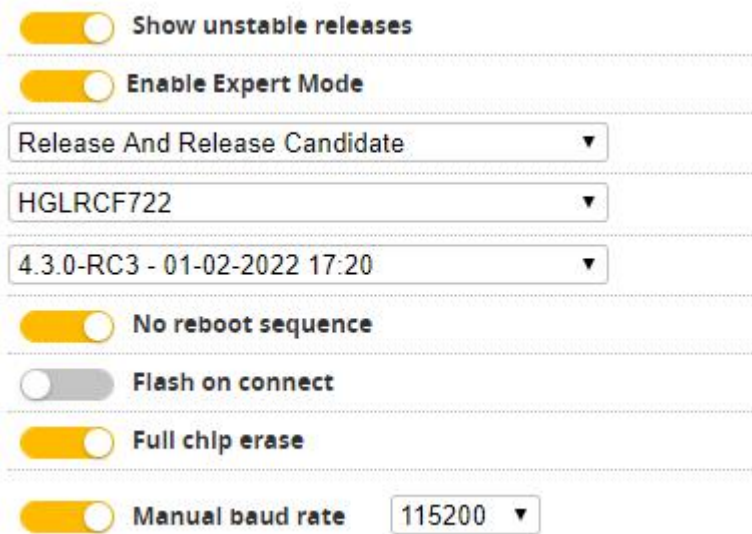 Show unstable releases
Enable Expert Mode
Release And Release Candidate
HGLRCF722
4.3.0-RC3 - 01-02-2022 17:20
No reboot sequence
Flash on connect
Full chip erase
Manual baud rate 115200